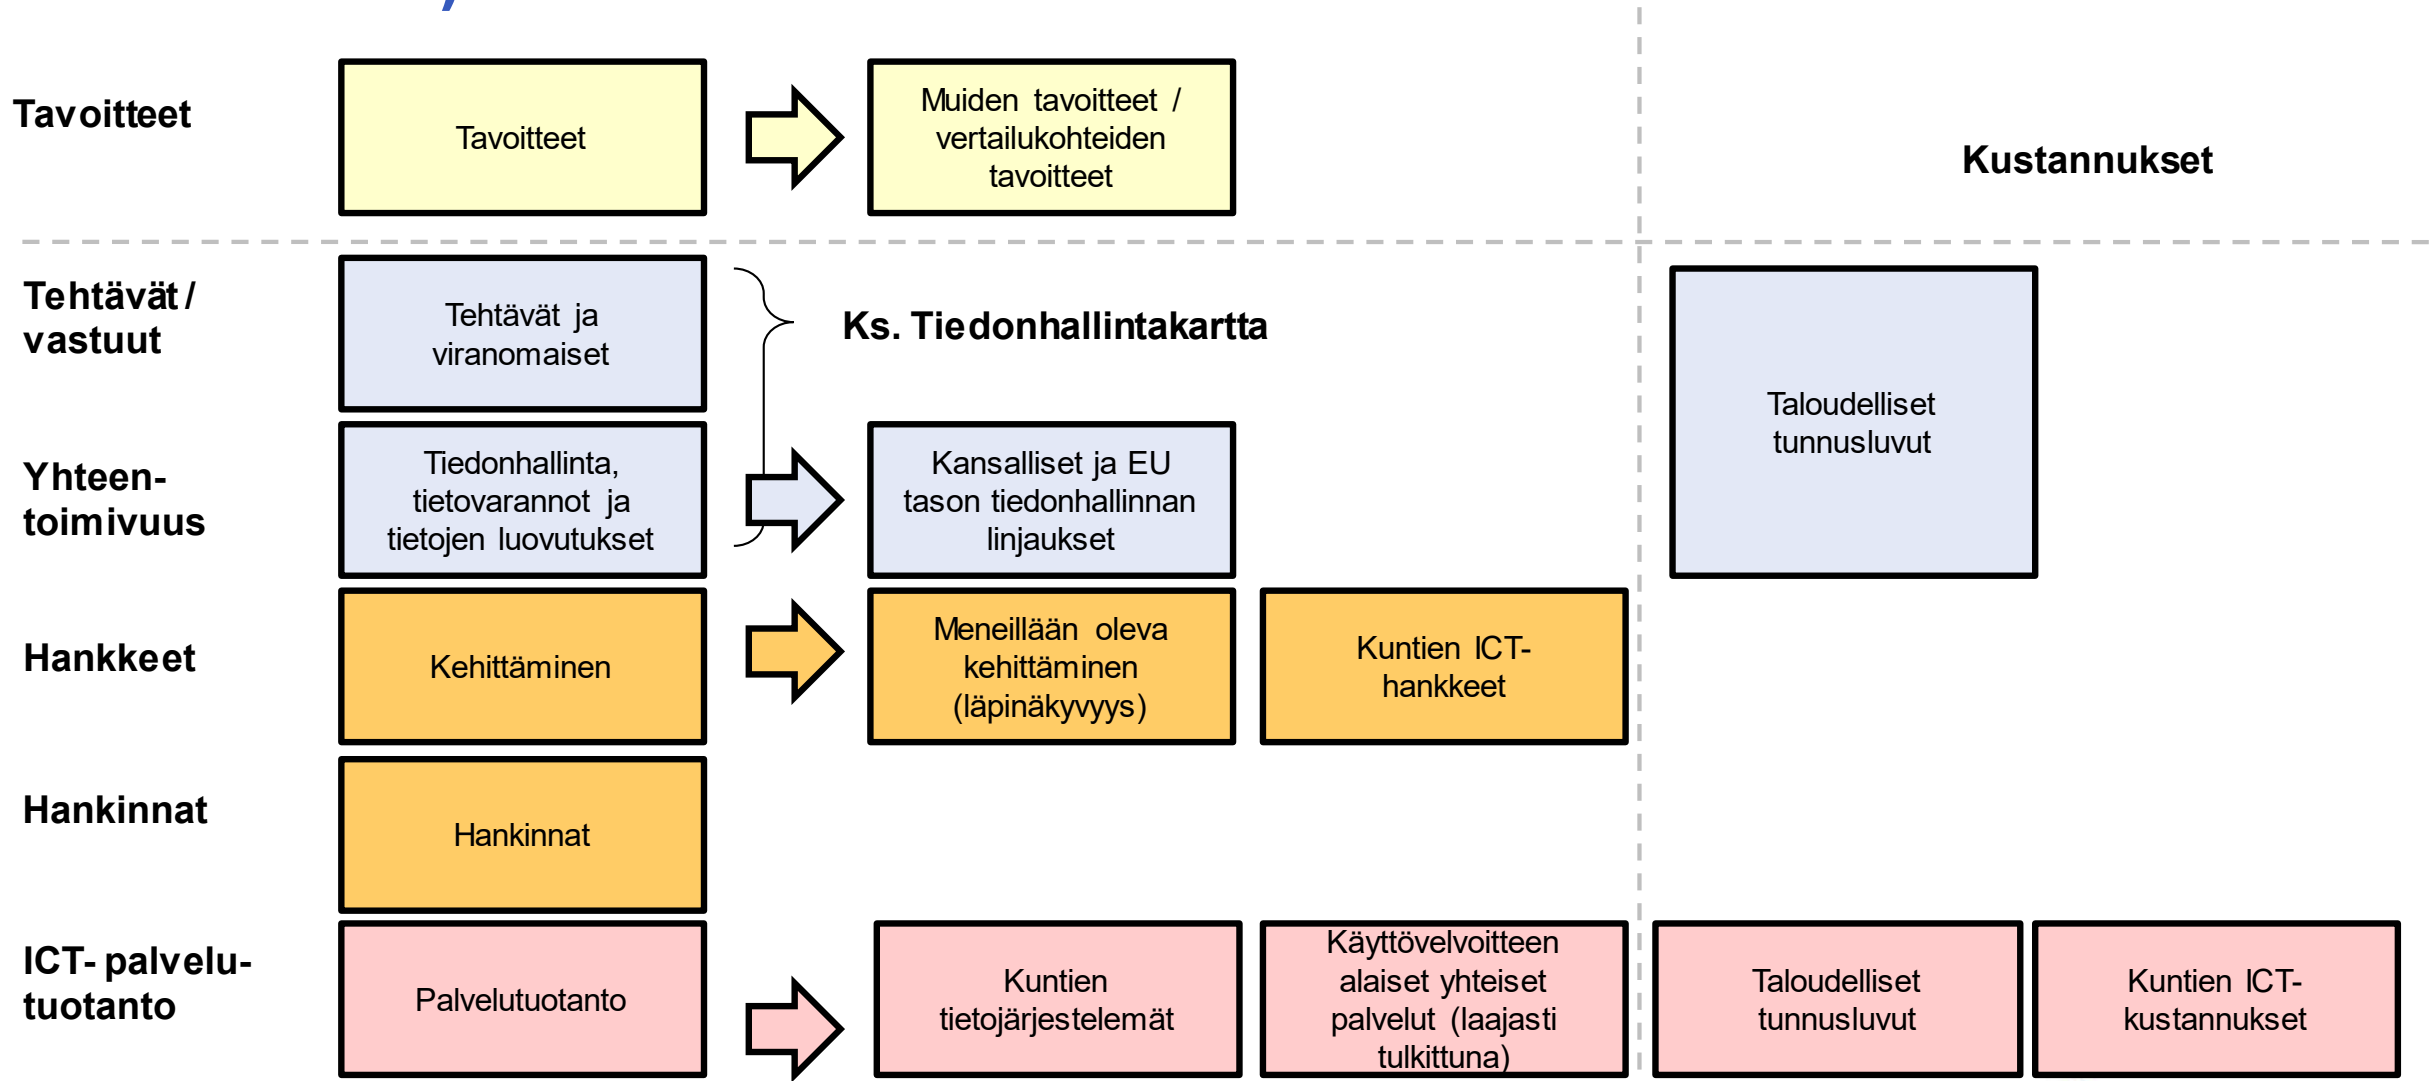 Tavoitteet
Tavoitteet
Muiden tavoitteet /
vertailukohteiden
tavoitteet
Kustannukset
Tehtävät /
vastuut
Tehtävät ja
viranomaiset
Ks. Tiedonhallintakartta
Taloudelliset
tunnusluvut
Yhteen-
toimivuus
Tiedonhallinta,
tietovarannot ja
tietojen luovutukset
Kansalliset ja EU
tason tiedonhallinnan
linjaukset
Hankkeet
Kehittäminen
Meneillään oleva
kehittäminen
(läpinäkyvyys)
Kuntien ICT-
hankkeet
Hankinnat
Hankinnat
ICT- palvelu-
tuotanto
Palvelutuotanto
Kuntien
tietojärjestelemät
Käyttövelvoitteen
alaiset yhteiset
palvelut (laajasti
tulkittuna)
Taloudelliset
tunnusluvut
Kuntien ICT-
kustannukset